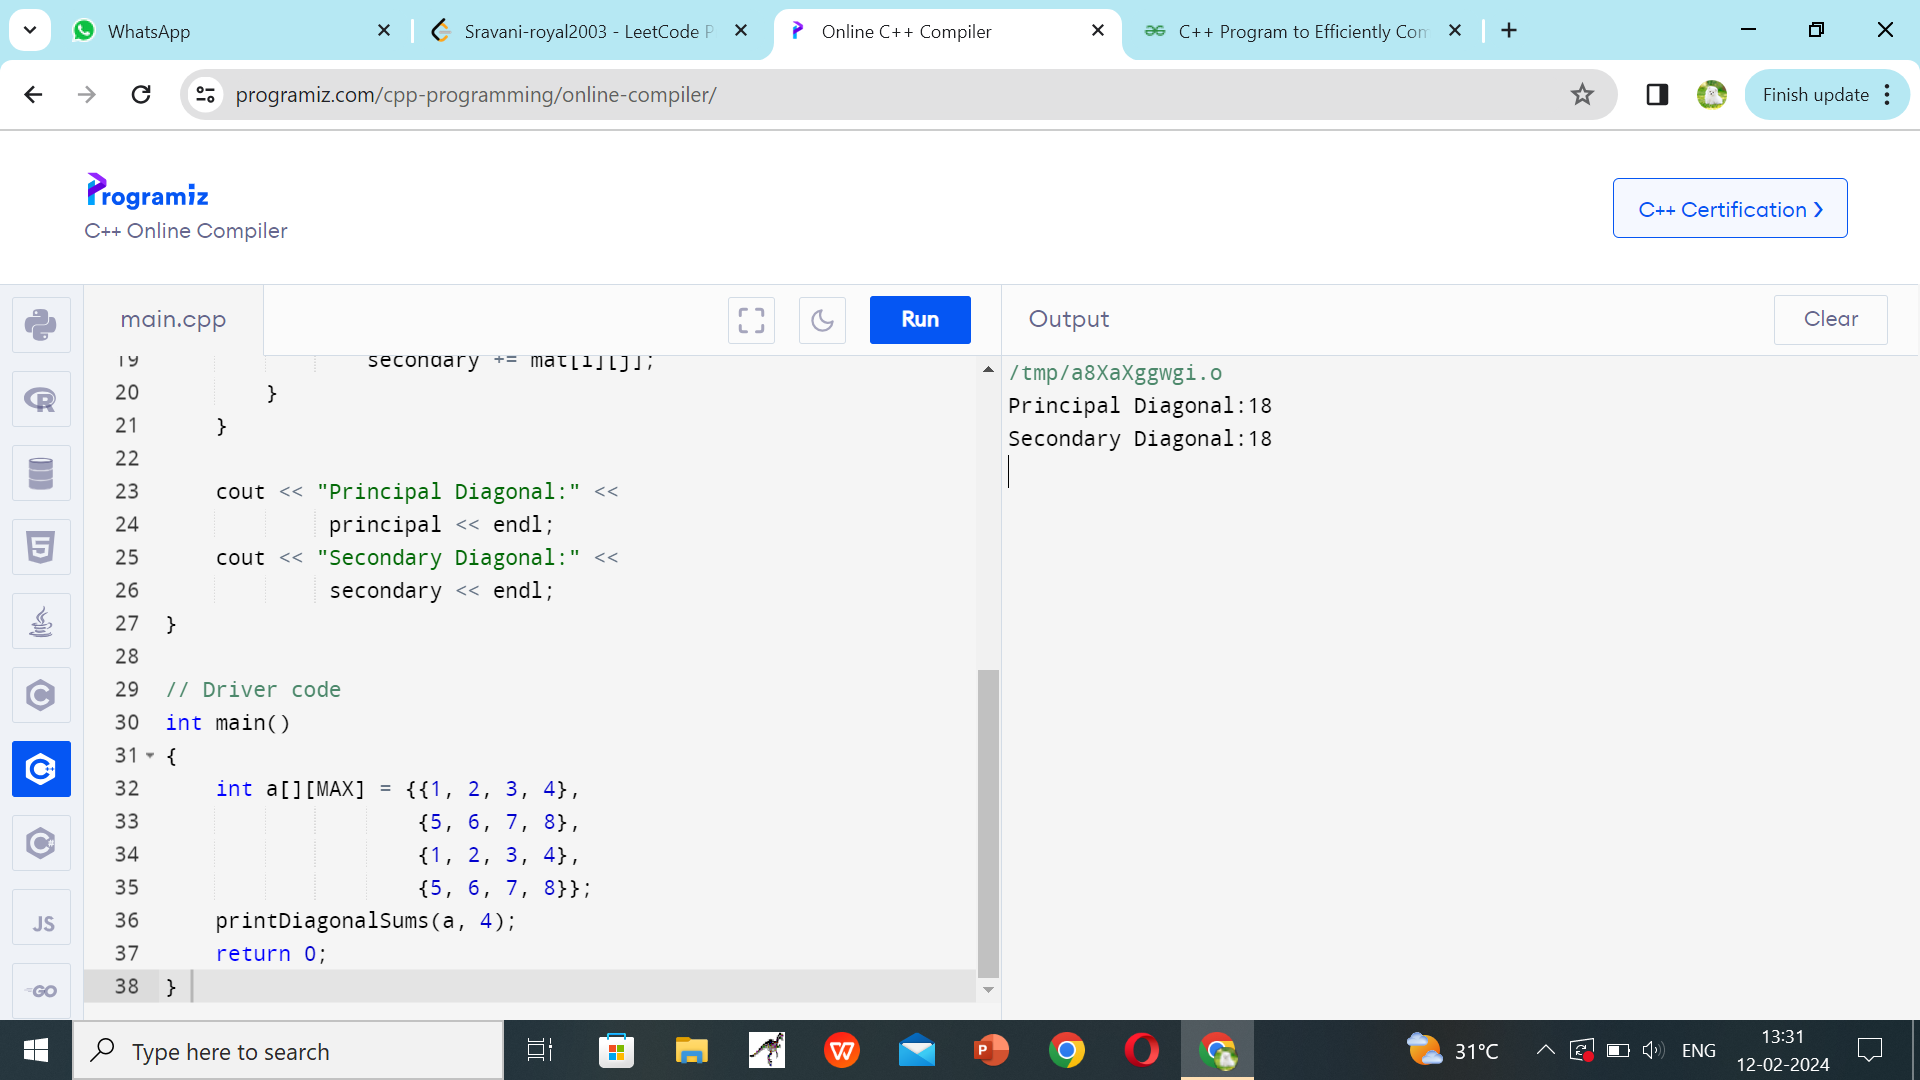 WhatsApp
Sravani-royal2003 - LeetCode P
Online C++ Compiler
C++ Program to Efficiently Com
programiz.com/cpp-programming/online-compiler/
Finish update
Programiz
C++ Online Compiler
C++ Certification
main.cpp
Run
Output
Clear
19 secondary += mat[i][j];
20 }
21 }
22
23 cout << "Principal Diagonal:" <<
24 principal << endl;
25 cout << "Secondary Diagonal:" <<
26 secondary << endl;
27 }
28
29 // Driver code
30 int main()
31 {
32 int a[][MAX] = {{1, 2, 3, 4},
33 {5, 6, 7, 8},
34 {1, 2, 3, 4},
35 {5, 6, 7, 8}};
36 printDiagonalSums(a, 4);
37 return 0;
38 }
/tmp/a8XaXggwgi.o
Principal Diagonal:18
Secondary Diagonal:18
R
5
C
C++
C#
JS
GO
Type here to search
W
P
31°C
ENG
13:31
12-02-2024